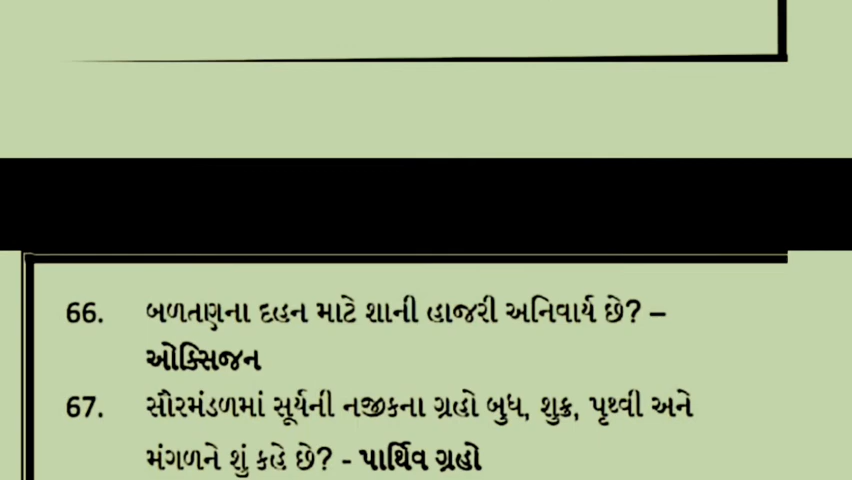 66. બળતણના દહન માટે શાની હાજરી અનિવાર્ય છે? –
ઓક્સિજન
67. સૌરમંડળમાં સૂર્યની નજીકના ગ્રહો બુધ, શુક્ર, પૃથ્વી અને
મંગળને શું કહે છે? - પાર્થિવ ગ્રહો